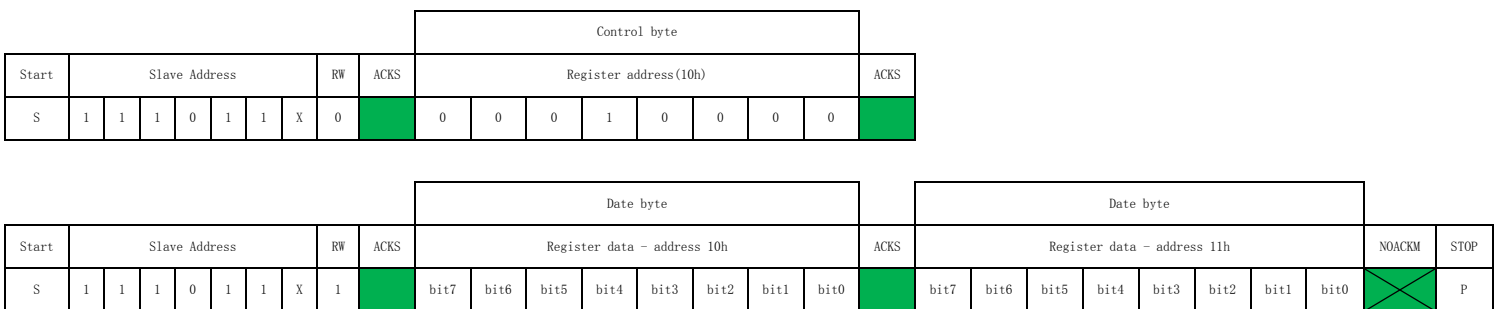 Control byte
Start Slave Address RW ACKS Register address(10h) ACKS
S 1 1 1 0 1 1 X 0 0 0 0 1 0 0 0 0
Date byte Date byte
Start Slave Address RW ACKS Register data - address 10h ACKS Register data - address 11h NOACKM STOP
S 1 1 1 0 1 1 X 1 bit7 bit6 bit5 bit4 bit3 bit2 bit1 bit0 bit7 bit6 bit5 bit4 bit3 bit2 bit1 bit0 P